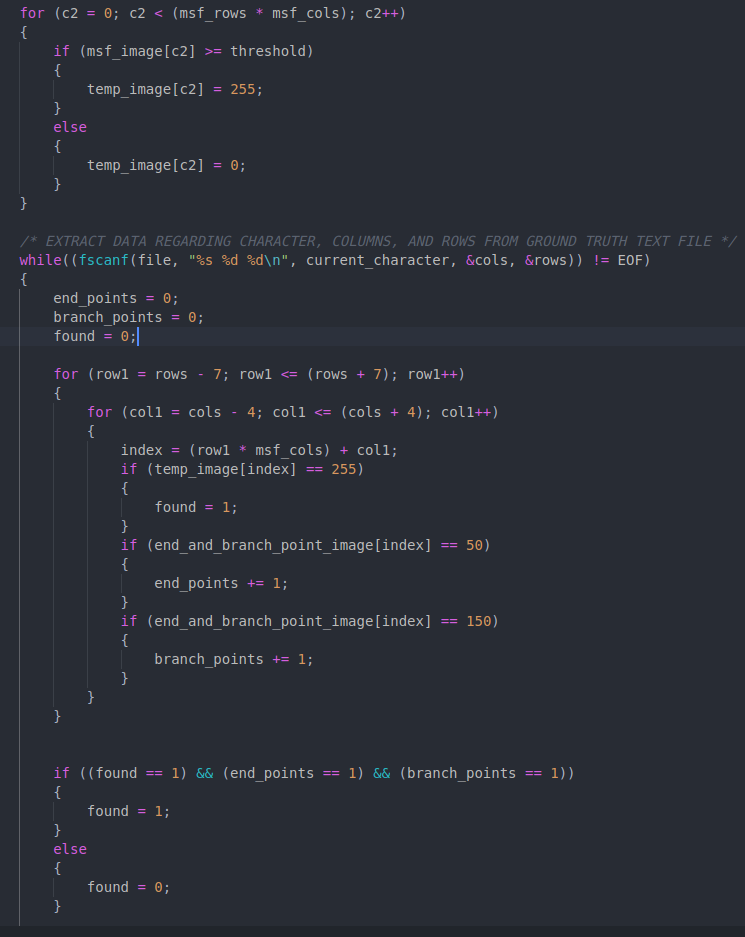 for (c2 = 0; c2 < (msf_rows * msf_cols); c2++)
{
    if (msf_image[c2] >= threshold)
    {
        temp_image[c2] = 255;
    }
    else
    {
        temp_image[c2] = 0;
    }
}

/* EXTRACT DATA REGARDING CHARACTER, COLUMNS, AND ROWS FROM GROUND TRUTH TEXT FILE */
while((fscanf(file, "%s %d %d\n", current_character, &cols, &rows)) != EOF)
{
    end_points = 0;
    branch_points = 0;
    found = 0;

    for (row1 = rows - 7; row1 <= (rows + 7); row1++)
    {
        for (col1 = cols - 4; col1 <= (cols + 4); col1++)
        {
            index = (row1 * msf_cols) + col1;
            if (temp_image[index] == 255)
            {
                found = 1;
            }
            if (end_and_branch_point_image[index] == 50)
            {
                end_points += 1;
            }
            if (end_and_branch_point_image[index] == 150)
            {
                branch_points += 1;
            }
        }
    }


    if ((found == 1) && (end_points == 1) && (branch_points == 1))
    {
        found = 1;
    }
    else
    {
        found = 0;
    }